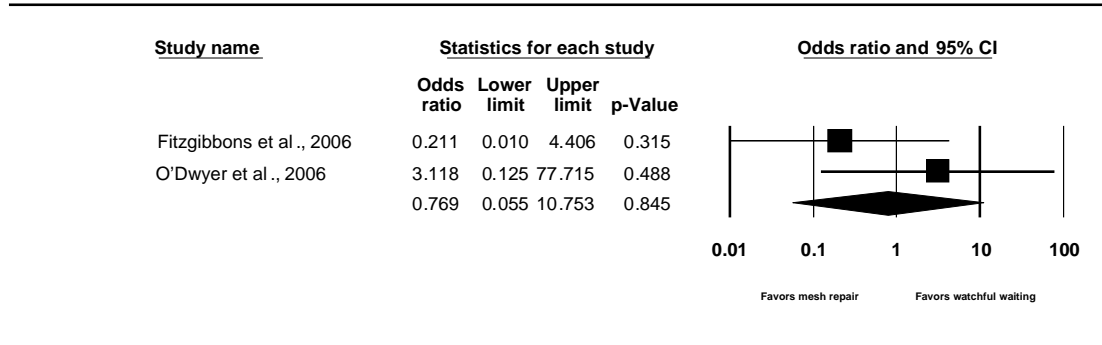 Study name Statistics for each study Odds ratio and 95% CI
Odds Lower Upper
ratio limit limit p-Value
Fitzgibbons et al., 2006 0.211 0.010 4.406 0.315
O'Dwyer et al., 2006 3.118 0.125 77.715 0.488
0.769 0.055 10.753 0.845
0.01 0.1 1 10 100
Favors mesh repair Favors watchful waiting